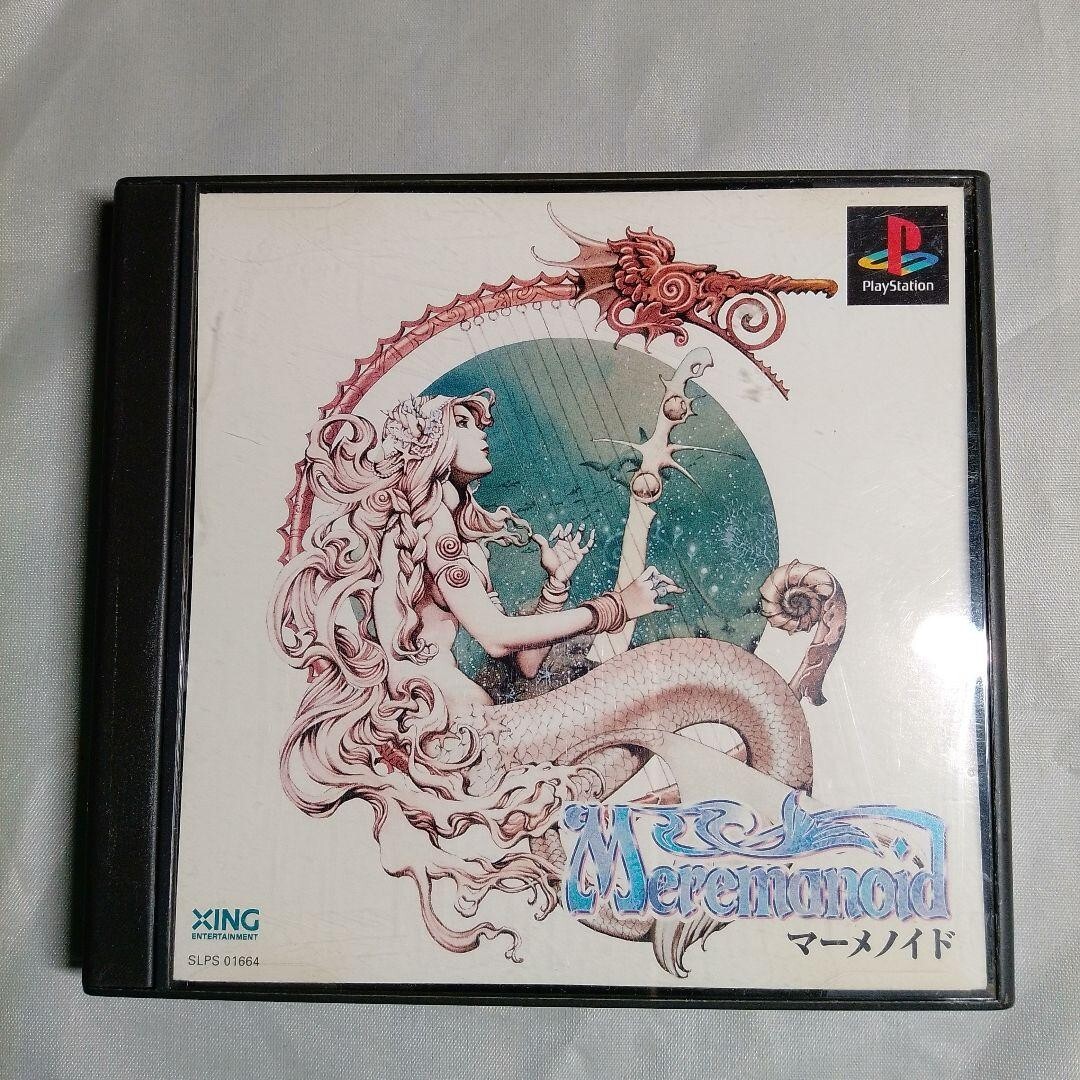 PlayStation
Meremanoid
マーメノイド
XING
ENTERTAINMENT
SLPS 01664